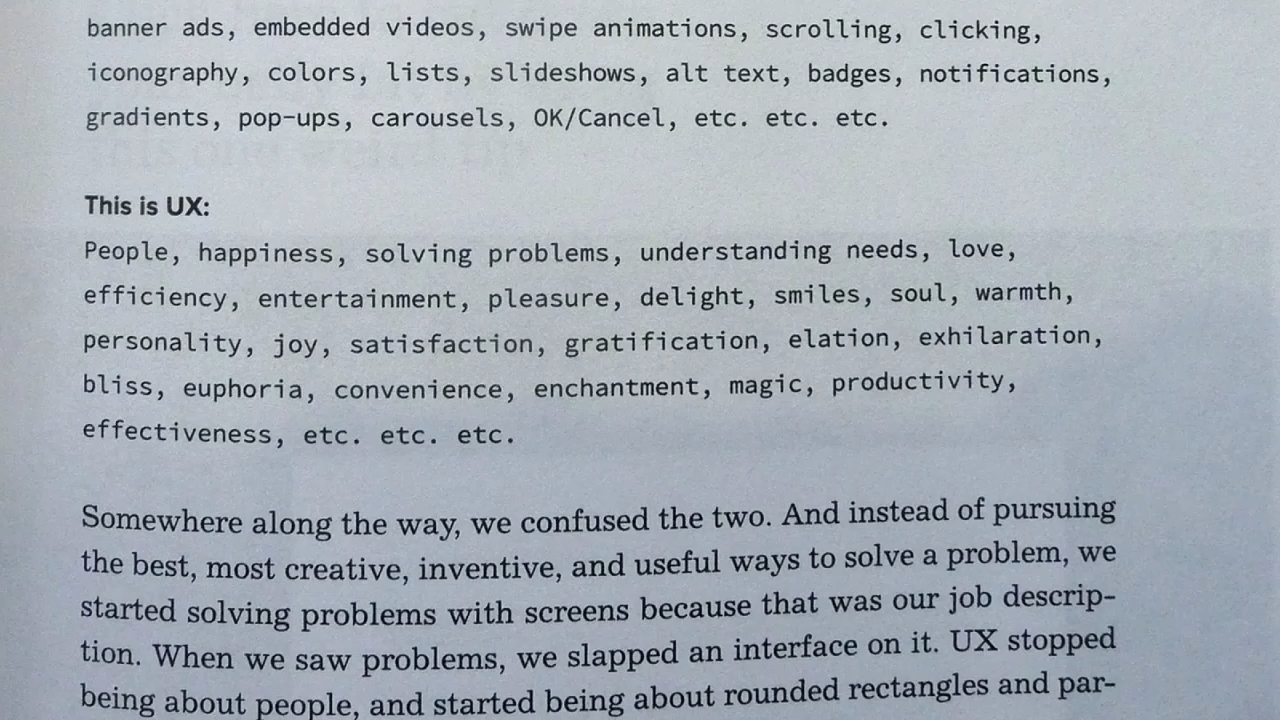 banner ads, embedded videos, swipe animations, scrolling, clicking,
iconography, colors, lists, slideshows, alt text, badges, notifications,
gradients, pop-ups, carousels, OK/Cancel, etc. etc. etc.
This is UX:
People, happiness, solving problems, understanding needs, love,
efficiency, entertainment, pleasure, delight, smiles, soul, warmth,
personality, joy, satisfaction, gratification, elation, exhilaration,
bliss, euphoria, convenience, enchantment, magic, productivity,
effectiveness, etc. etc. etc.
Somewhere along the way, we confused the two. And instead of pursuing
the best, most creative, inventive, and useful ways to solve a problem, we
started solving problems with screens because that was our job descrip-
tion. When we saw problems, we slapped an interface on it. UX stopped
being about people, and started being about rounded rectangles and par-